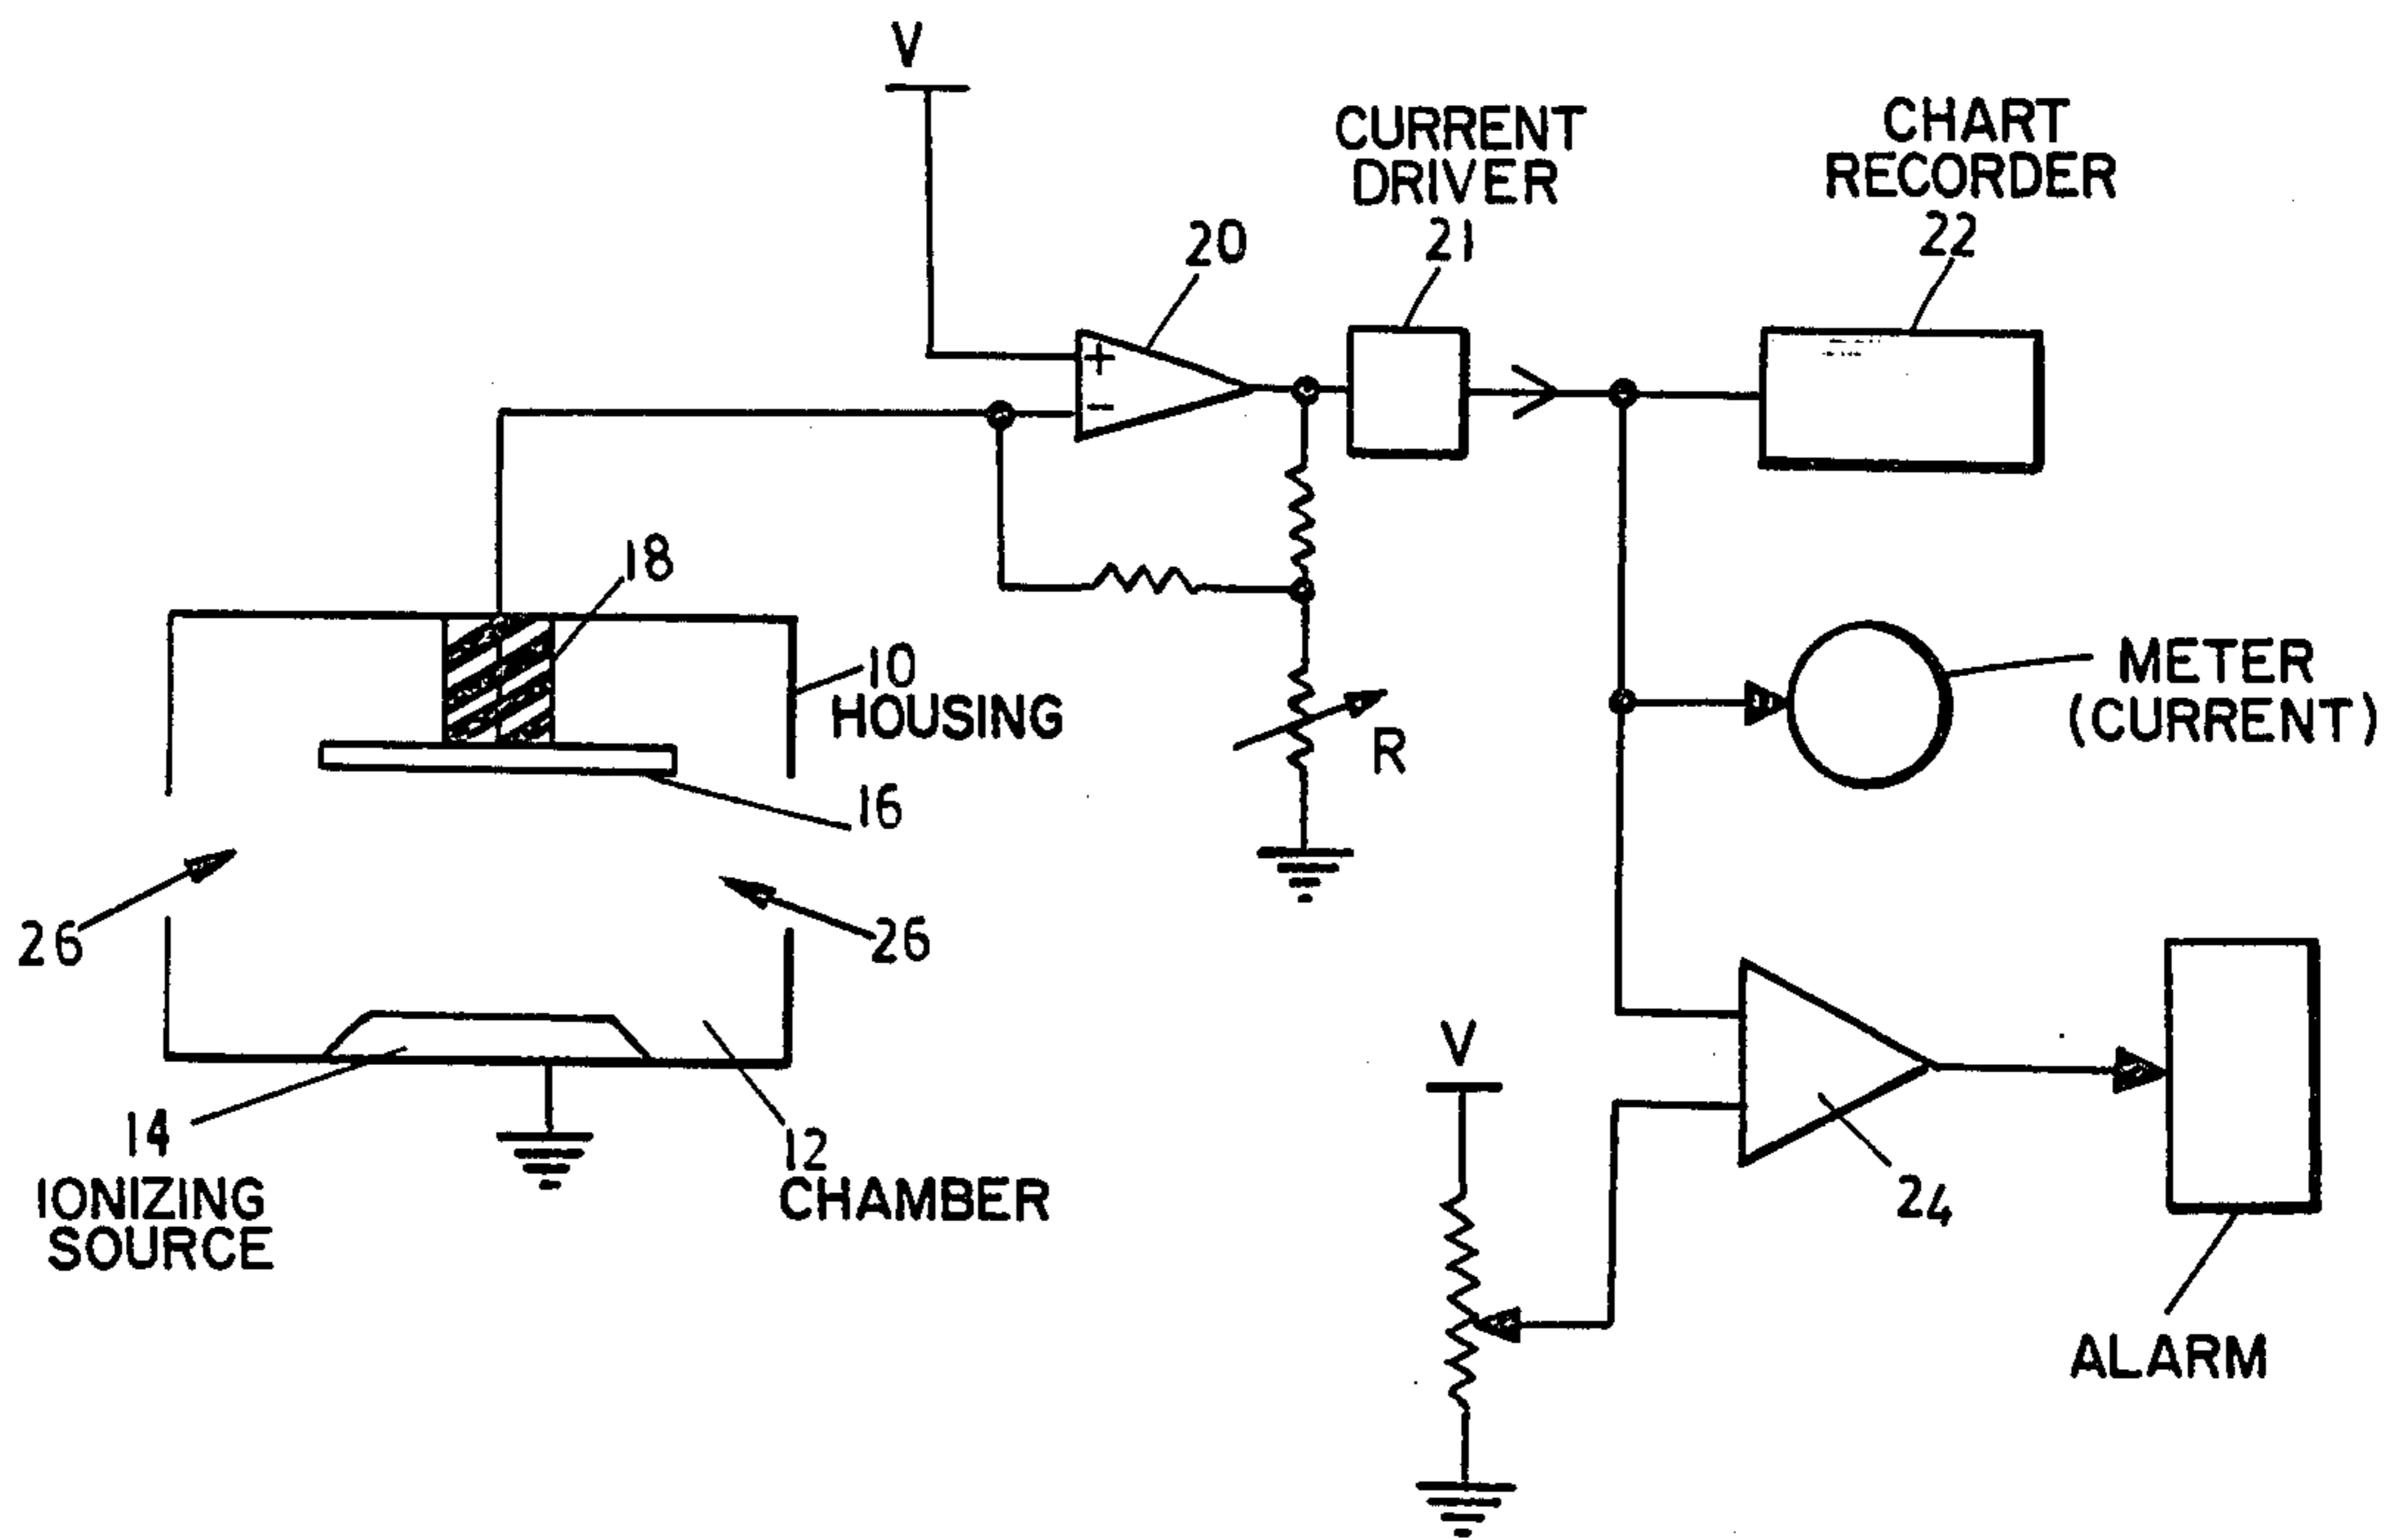 V
CURRENT
DRIVER
21
CHART
RECORDER
22
20
+
−
18
10
HOUSING
16
R
METER
(CURRENT)
26
26
14
IONIZING
SOURCE
12
CHAMBER
V
24
ALARM